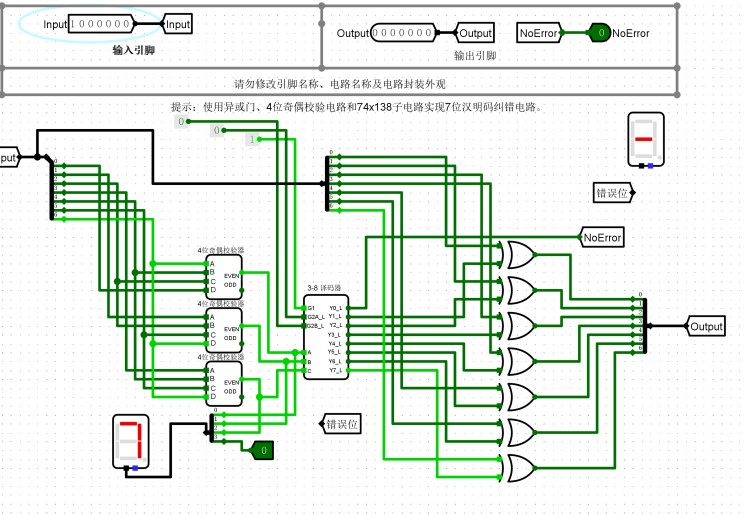 Input 1 0 0 0 0 0 0 Input
输入引脚
Output 0 0 0 0 0 0 0 Output
NoError 0 NoError
输出引脚
请勿修改引脚名称、电路名称及电路封装外观
提示：使用异或门、4位奇偶校验电路和74x138子电路实现7位汉明码纠错电路。
0
0
1
put
错误位
NoError
4位奇偶校验器
A
B
C
D
EVEN
ODD
4位奇偶校验器
A
B
C
D
EVEN
ODD
4位奇偶校验器
A
B
C
D
EVEN
ODD
3-8 译码器
G1
G2A_L
G2B_L
A
B
C
Y0_L
Y1_L
Y2_L
Y3_L
Y4_L
Y5_L
Y6_L
Y7_L
Output
错误位
0